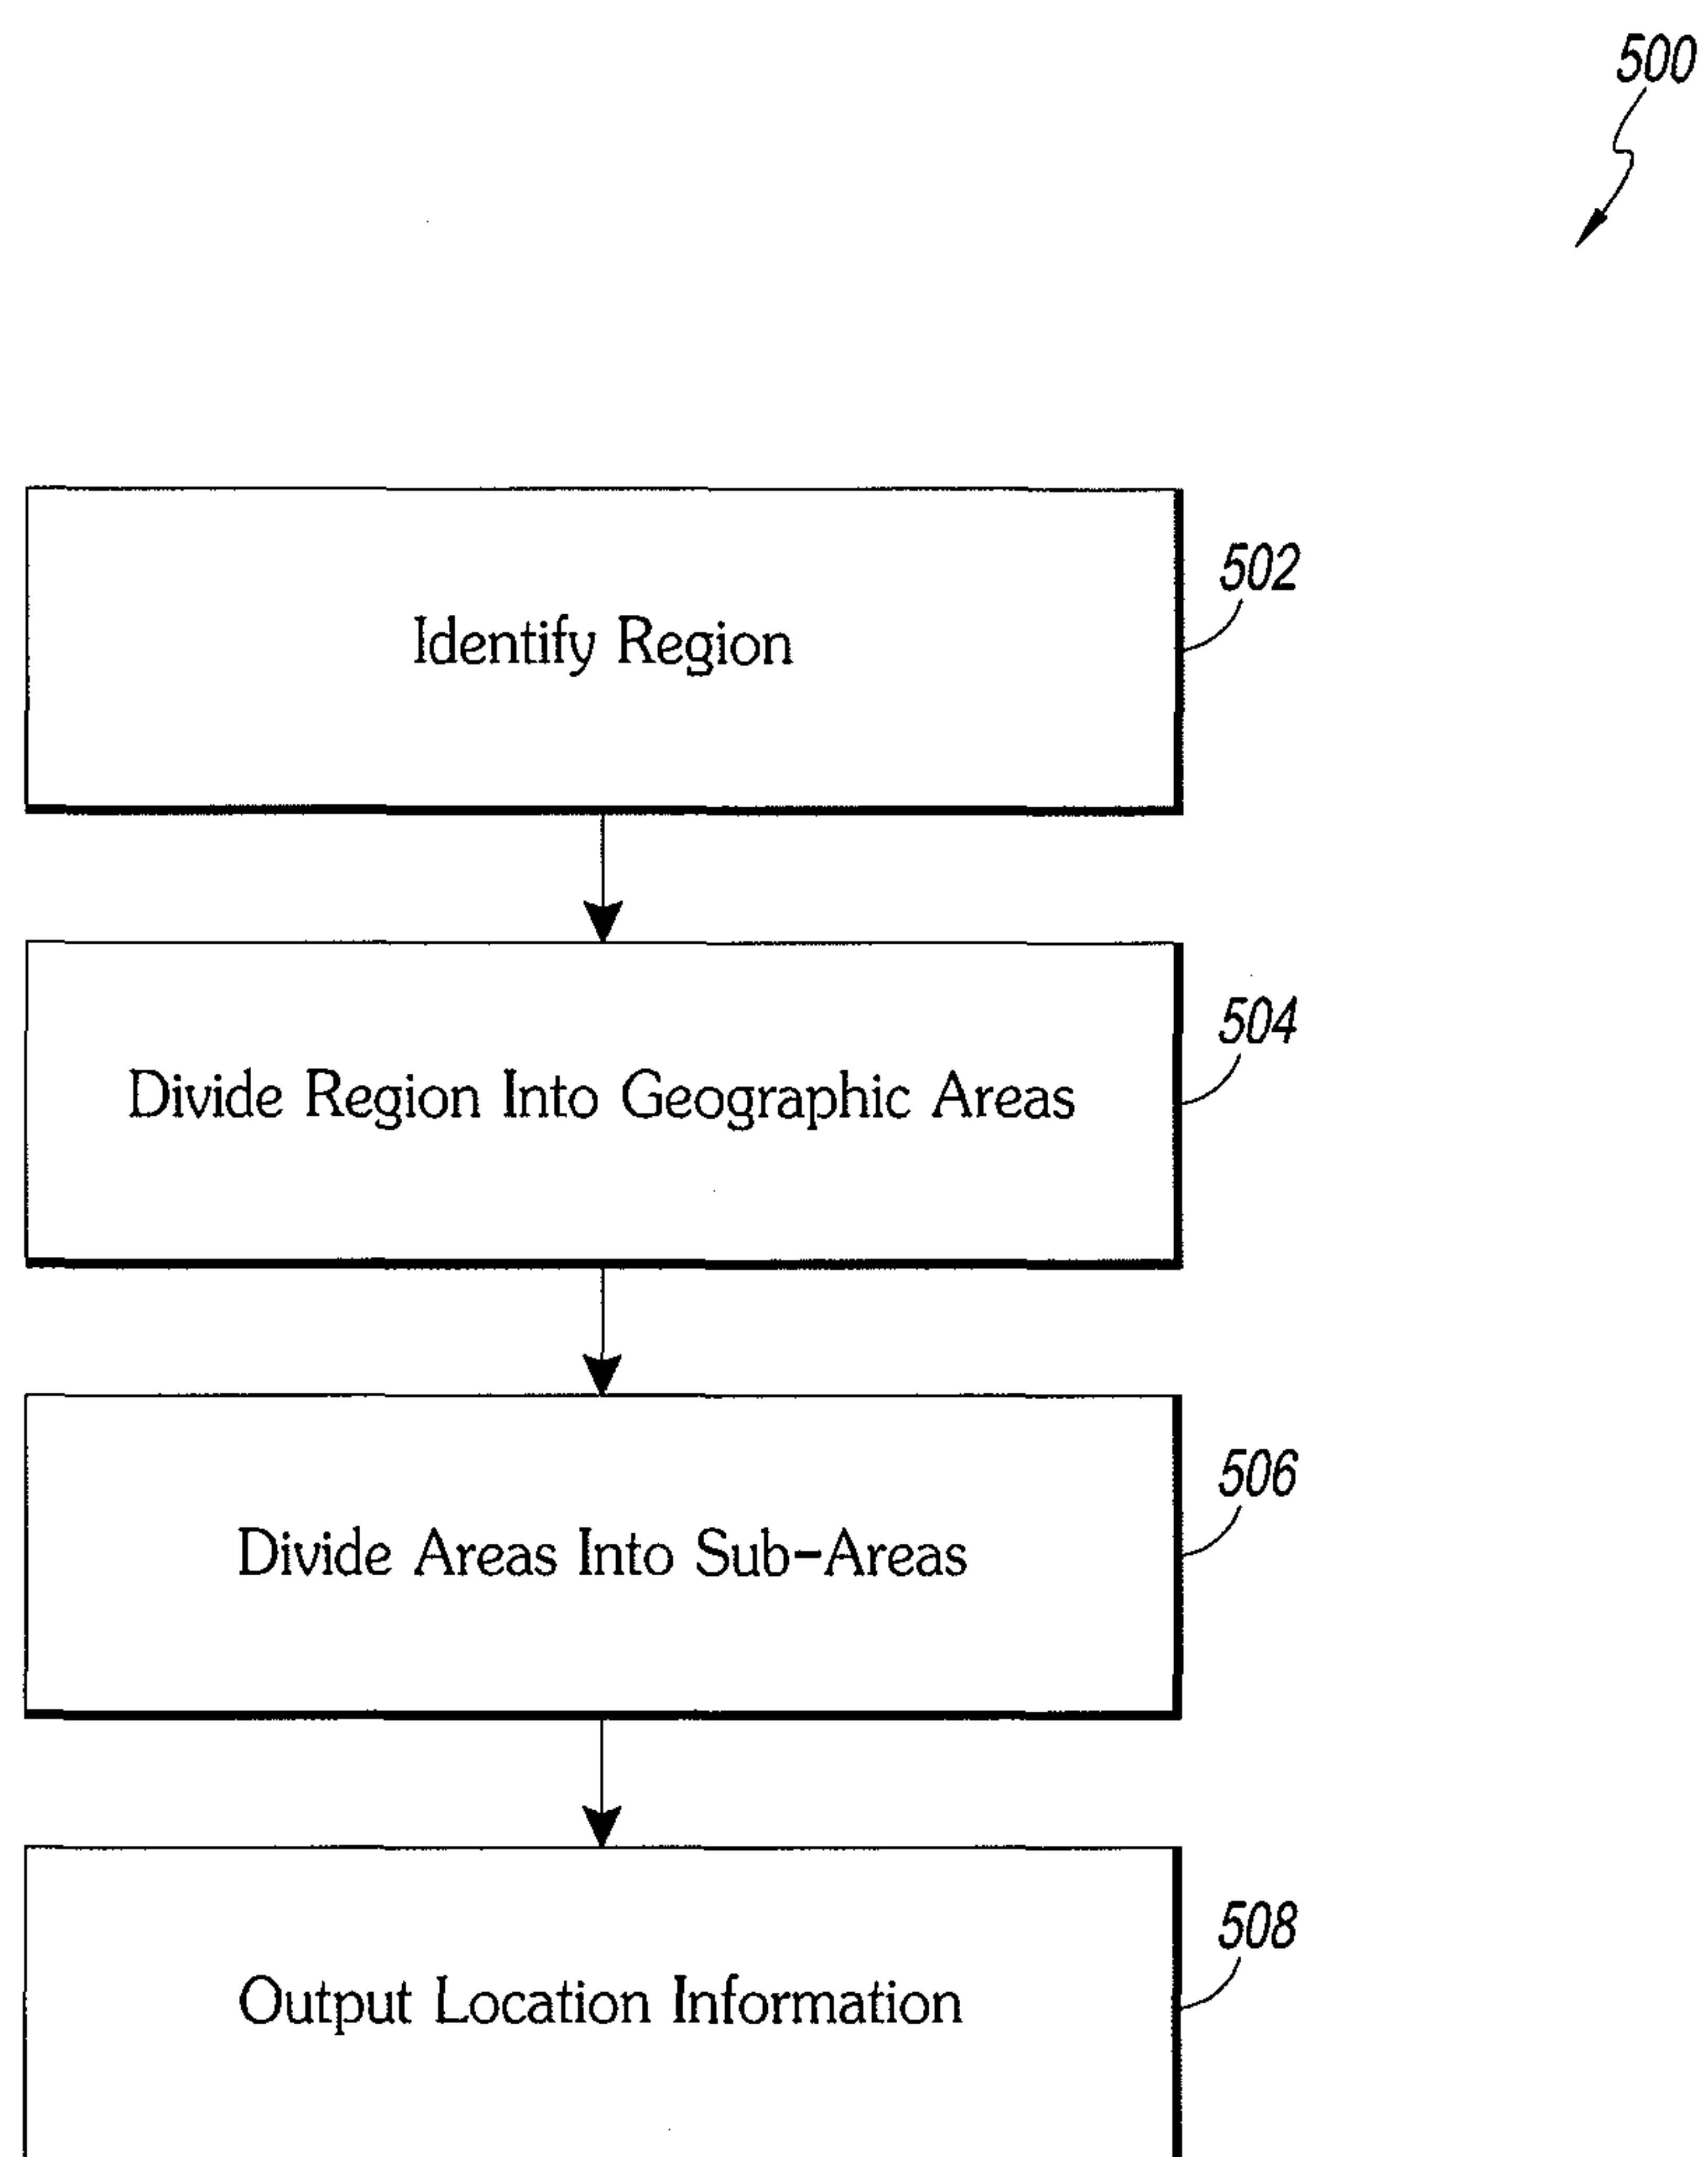 500
Identify Region
502
Divide Region Into Geographic Areas
504
Divide Areas Into Sub-Areas
506
Output Location Information
508